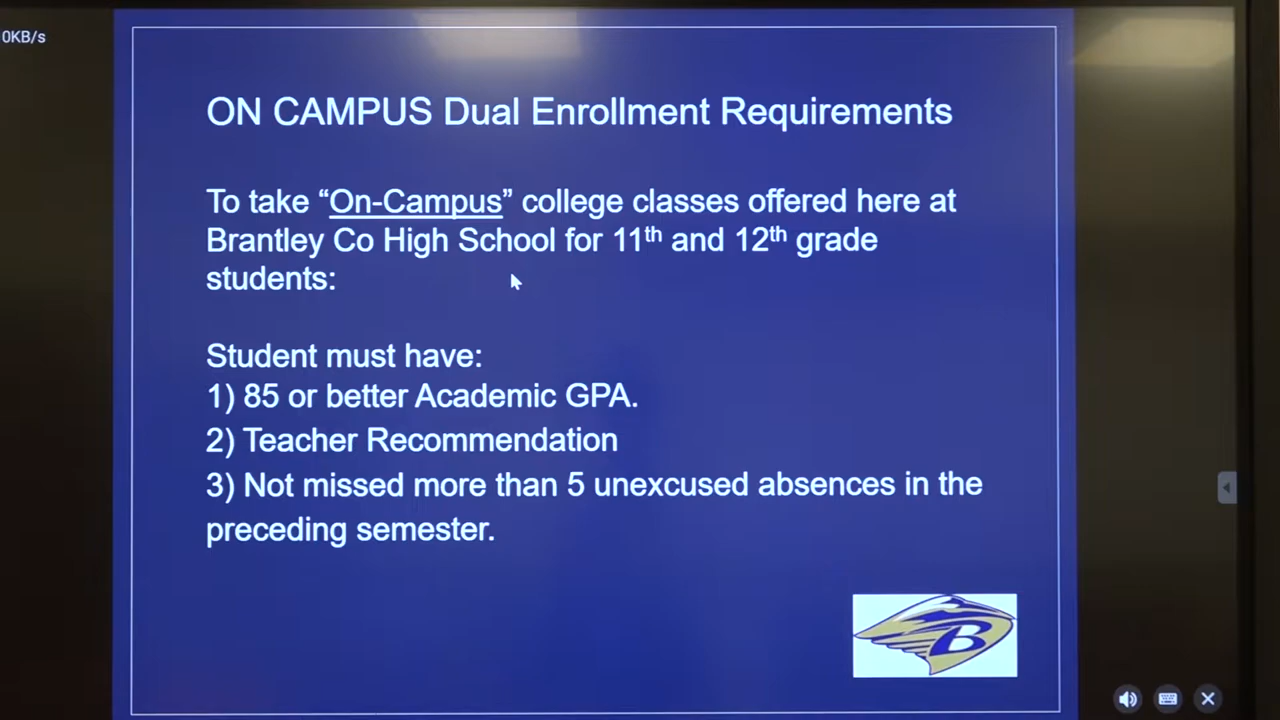 0KB/s
ON CAMPUS Dual Enrollment Requirements
To take “On-Campus” college classes offered here at
Brantley Co High School for 11th and 12th grade
students:
Student must have:
1) 85 or better Academic GPA.
2) Teacher Recommendation
3) Not missed more than 5 unexcused absences in the
preceding semester.
B